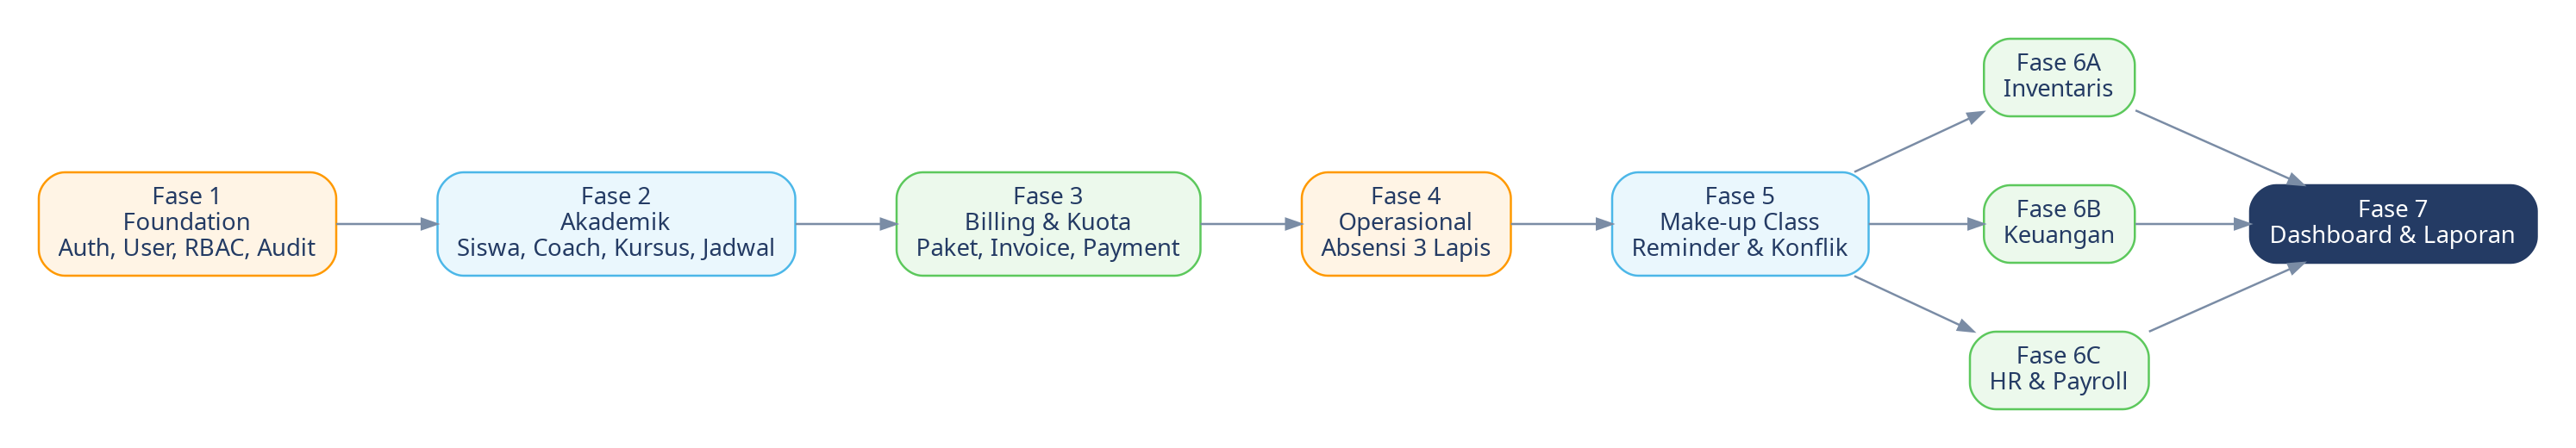 Fase 1
Foundation
Auth, User, RBAC, Audit
Fase 2
Akademik
Siswa, Coach, Kursus, Jadwal
Fase 3
Billing & Kuota
Paket, Invoice, Payment
Fase 4
Operasional
Absensi 3 Lapis
Fase 5
Make-up Class
Reminder & Konflik
Fase 6A
Inventaris
Fase 6B
Keuangan
Fase 6C
HR & Payroll
Fase 7
Dashboard & Laporan